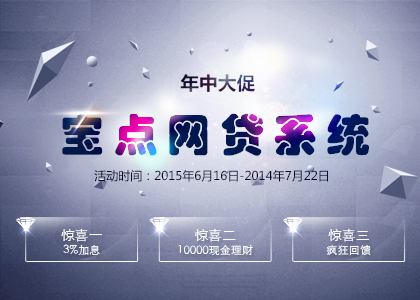 年中大促
宝点网贷系统
活动时间：2015年6月16日-2014年7月22日
惊喜一
3%加息
惊喜二
10000现金理财
惊喜三
疯狂回馈